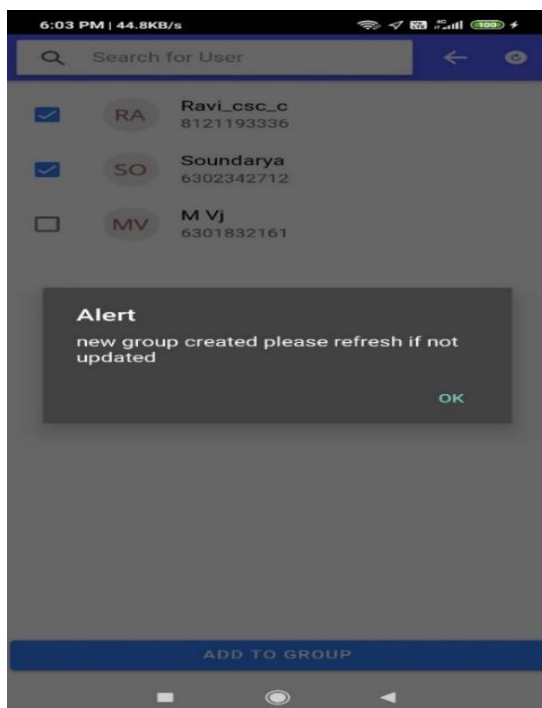 6:03 PM | 44.8KB/s
100
Search for User
RA
Ravi_csc_c
8121193336
SO
Soundarya
6302342712
MV
M Vj
6301832161
Alert
new group created please refresh if not
updated
OK
ADD TO GROUP